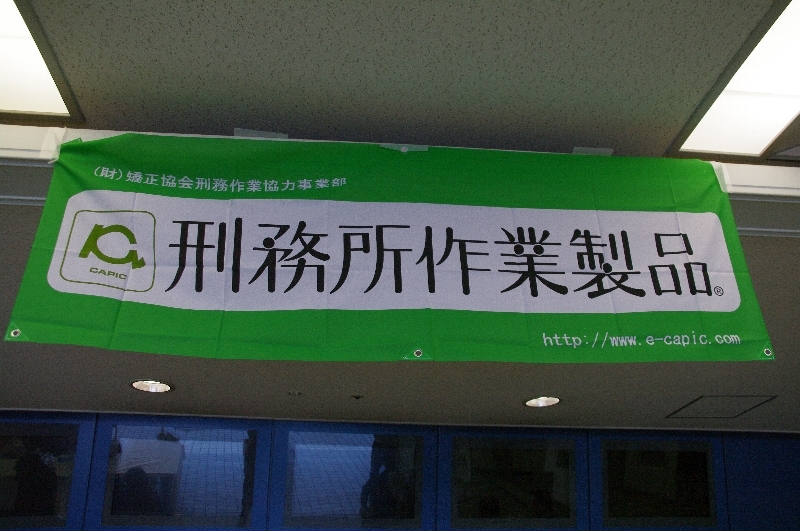 （財）矯正協会刑務作業協力事業部
CAPIC
刑務所作業製品®
http://www.e-capic.com